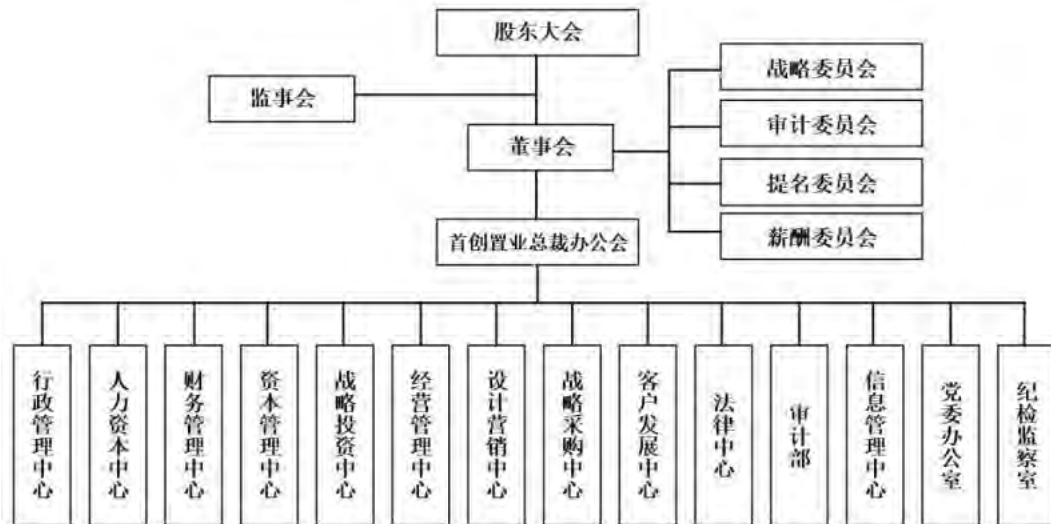 股东大会
监事会
董事会
战略委员会
审计委员会
提名委员会
薪酬委员会
首创置业总裁办公会
行政管理中心
人力资本中心
财务管理中心
资本管理中心
战略投资中心
经营管理中心
设计营销中心
战略采购中心
客户发展中心
法律中心
审计部
信息管理中心
党委办公室
纪检监察室